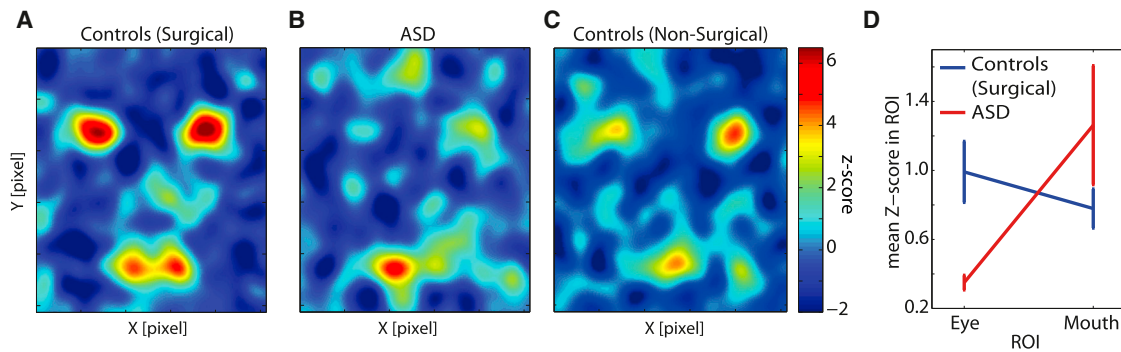 A
Controls (Surgical)
Y [pixel]
X [pixel]
B
ASD
X [pixel]
C
Controls (Non-Surgical)
X [pixel]
6
4
2
0
−2
z-score
D
Controls
(Surgical)
ASD
mean Z−score in ROI
1.4
1.0
0.6
0.2
Eye
Mouth
ROI